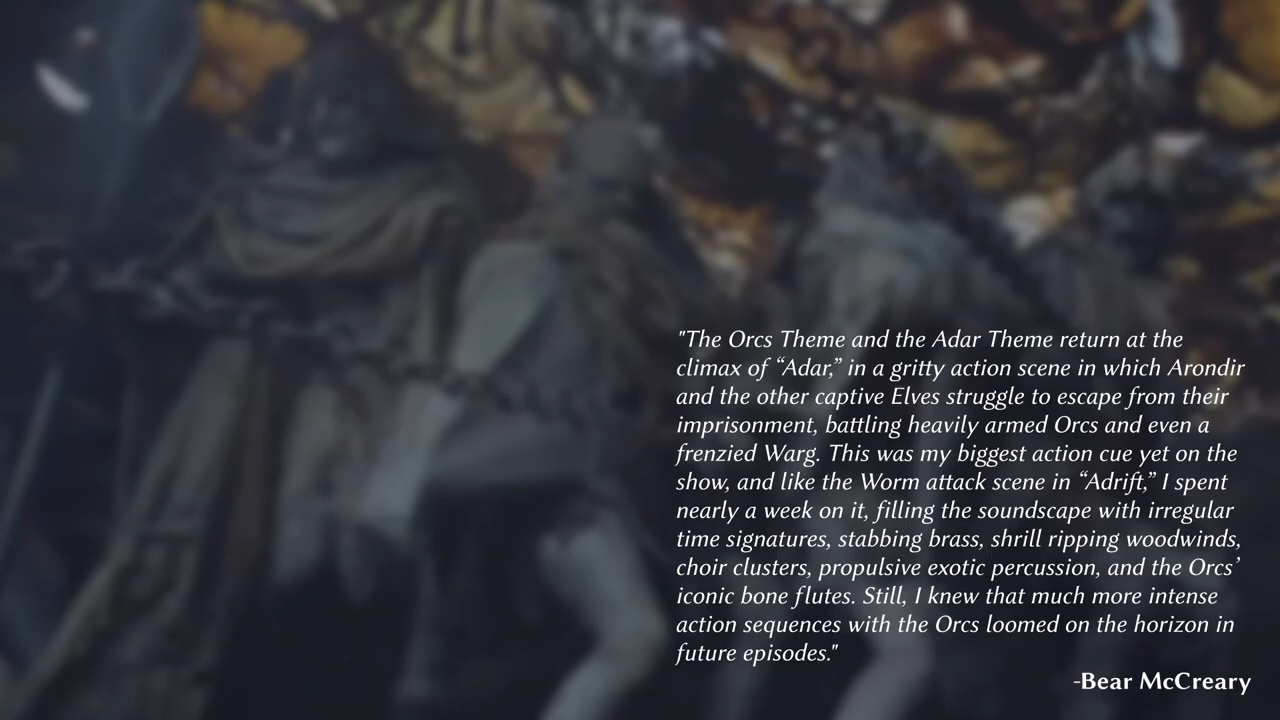 "The Orcs Theme and the Adar Theme return at the
climax of “Adar,” in a gritty action scene in which Arondir
and the other captive Elves struggle to escape from their
imprisonment, battling heavily armed Orcs and even a
frenzied Warg. This was my biggest action cue yet on the
show, and like the Worm attack scene in “Adrift,” I spent
nearly a week on it, filling the soundscape with irregular
time signatures, stabbing brass, shrill ripping woodwinds,
choir clusters, propulsive exotic percussion, and the Orcs’
iconic bone flutes. Still, I knew that much more intense
action sequences with the Orcs loomed on the horizon in
future episodes."
-Bear McCreary